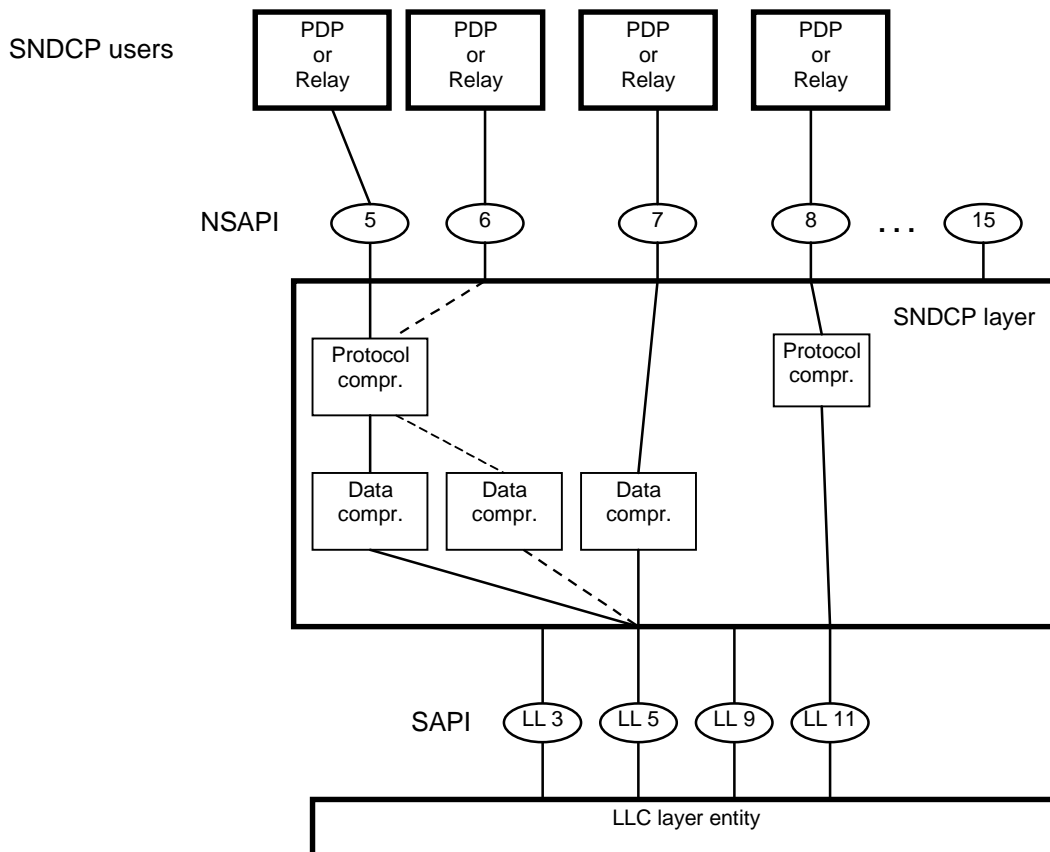 SNDCP users
PDP
or
Relay
PDP
or
Relay
PDP
or
Relay
PDP
or
Relay
NSAPI
5
6
7
8
. . .
15
SNDCP layer
Protocol
compr.
Protocol
compr.
Data
compr.
Data
compr.
Data
compr.
SAPI
LL 3
LL 5
LL 9
LL 11
LLC layer entity